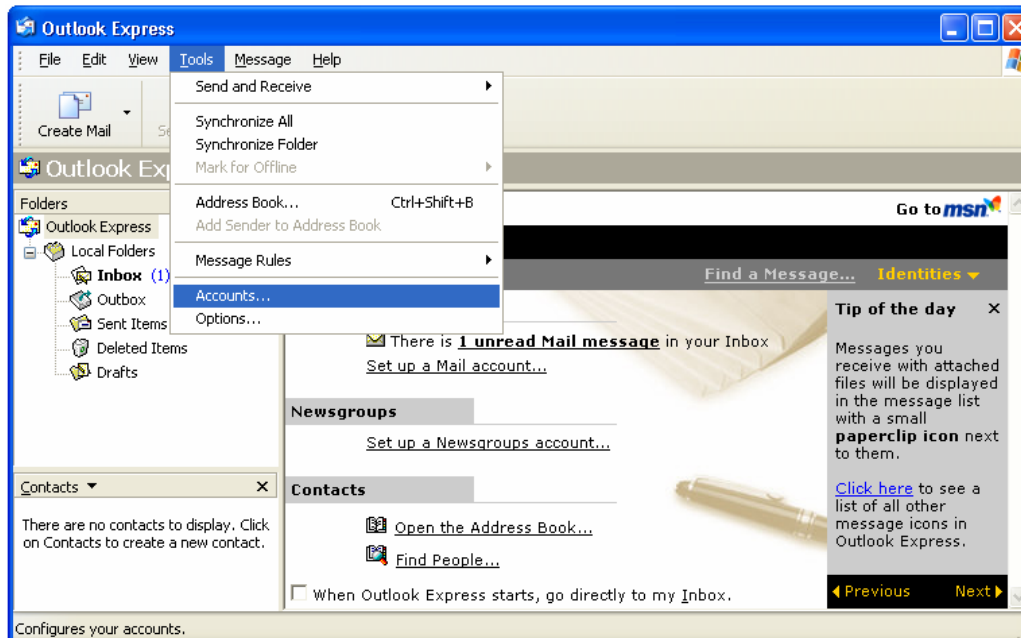 Outlook Express
File Edit View Tools Message Help
Create Mail
Send and Receive
Synchronize All
Synchronize Folder
Mark for Offline
Address Book... Ctrl+Shift+B
Add Sender to Address Book
Message Rules
Accounts...
Options...
Outlook Exp
Folders
Outlook Express
Local Folders
Inbox (1)
Outbox
Sent Items
Deleted Items
Drafts
Contacts
There are no contacts to display. Click
on Contacts to create a new contact.
Go to msn
Find a Message... Identities
There is 1 unread Mail message in your Inbox
Set up a Mail account...
Newsgroups
Set up a Newsgroups account...
Contacts
Open the Address Book...
Find People...
When Outlook Express starts, go directly to my Inbox.
Tip of the day
Messages you
receive with attached
files will be displayed
in the message list
with a small
paperclip icon next
to them.
Click here to see a
list of all other
message icons in
Outlook Express.
Previous Next
Configures your accounts.